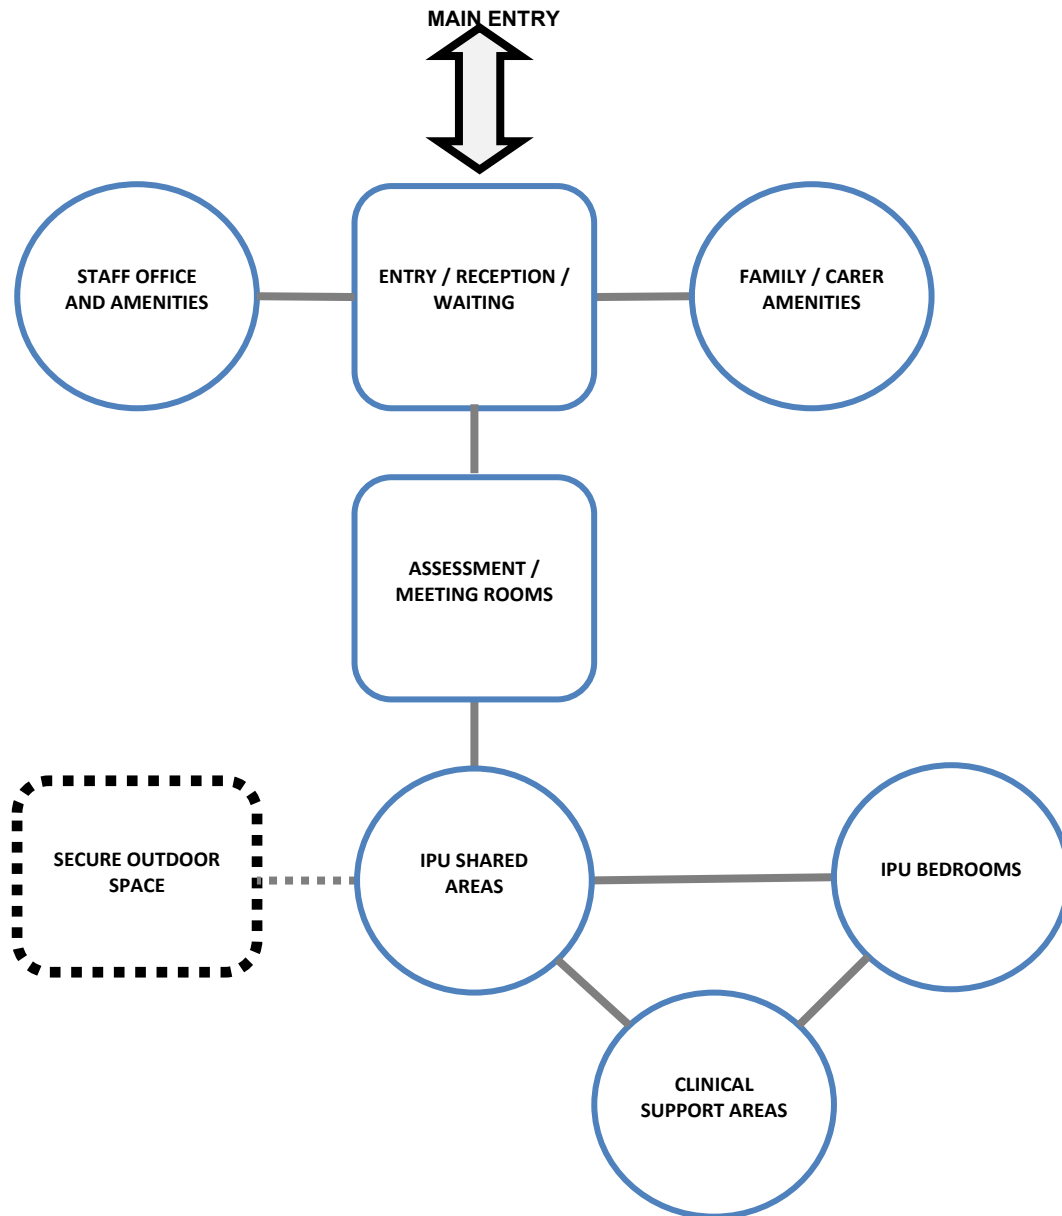 MAIN ENTRY
STAFF OFFICE
AND AMENITIES
ENTRY / RECEPTION /
WAITING
FAMILY / CARER
AMENITIES
ASSESSMENT /
MEETING ROOMS
SECURE OUTDOOR
SPACE
IPU SHARED
AREAS
IPU BEDROOMS
CLINICAL
SUPPORT AREAS